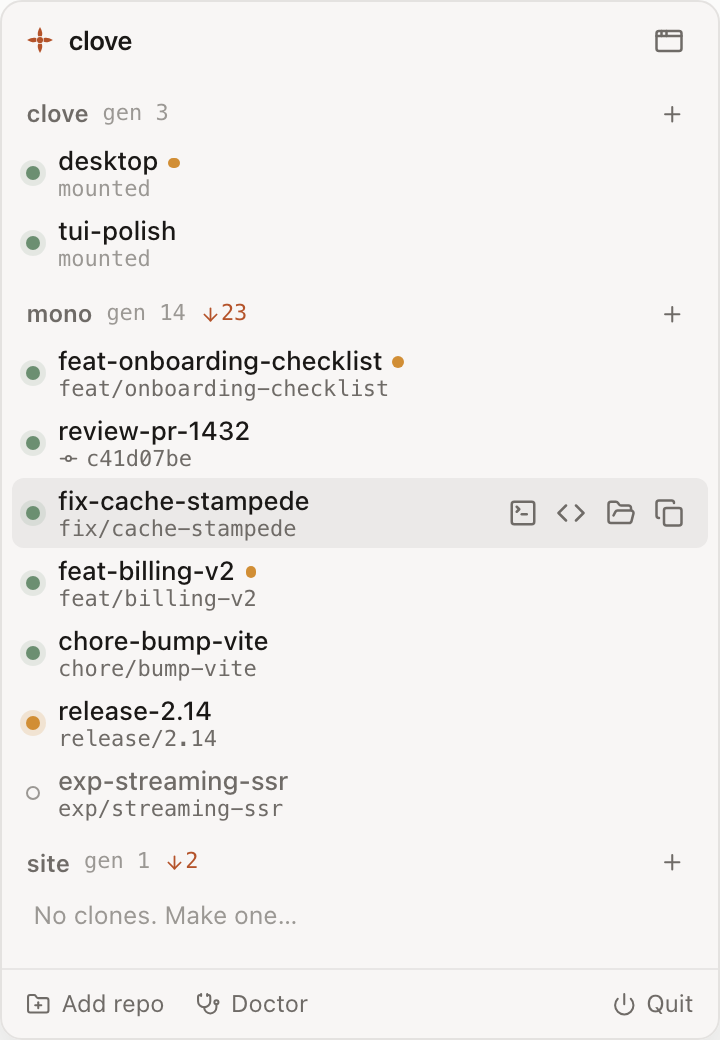 clove
clove gen 3
desktop
mounted
tui-polish
mounted
mono gen 14 ↓23
feat-onboarding-checklist
feat/onboarding-checklist
review-pr-1432
c41d07be
fix-cache-stampede
fix/cache-stampede
feat-billing-v2
feat/billing-v2
chore-bump-vite
chore/bump-vite
release-2.14
release/2.14
exp-streaming-ssr
exp/streaming-ssr
site gen 1 ↓2
No clones. Make one…
Add repo Doctor Quit